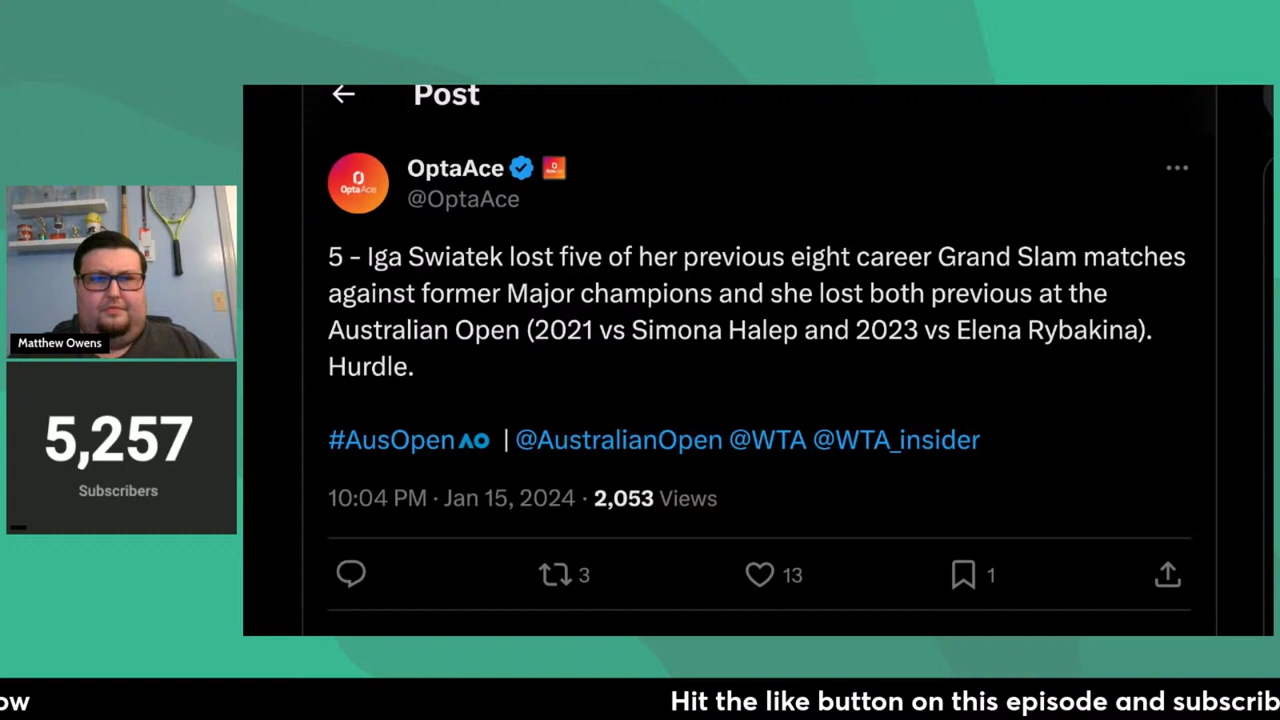 Post
OptaAce
@OptaAce
OptaAce
5 - Iga Swiatek lost five of her previous eight career Grand Slam matches
against former Major champions and she lost both previous at the
Australian Open (2021 vs Simona Halep and 2023 vs Elena Rybakina).
Hurdle.
#AusOpen AO | @AustralianOpen @WTA @WTA_insider
10:04 PM · Jan 15, 2024 · 2,053 Views
3
13
1
Matthew Owens
5,257
Subscribers
ow
Hit the like button on this episode and subscrib